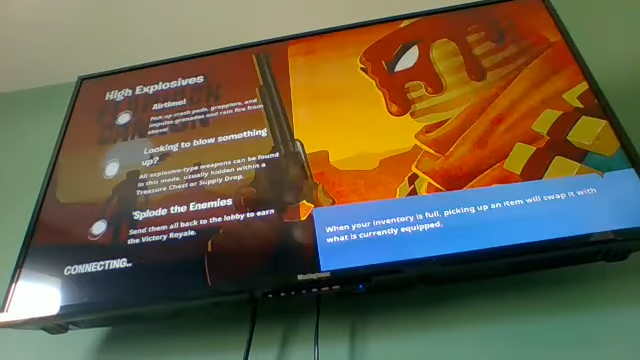 High Explosives
Airtime!
Pick up crash pads, grapplers, and
impulse grenades and rain fire from
above!
Looking to blow something
up?
All explosive-type weapons can be found
in this mode, usually hidden within a
Treasure Chest or Supply Drop.
'Splode the Enemies
Send them all back to the lobby to earn
the Victory Royale.
CONNECTING..
When your inventory is full, picking up an item will swap it with
what is currently equipped.
Westinghouse